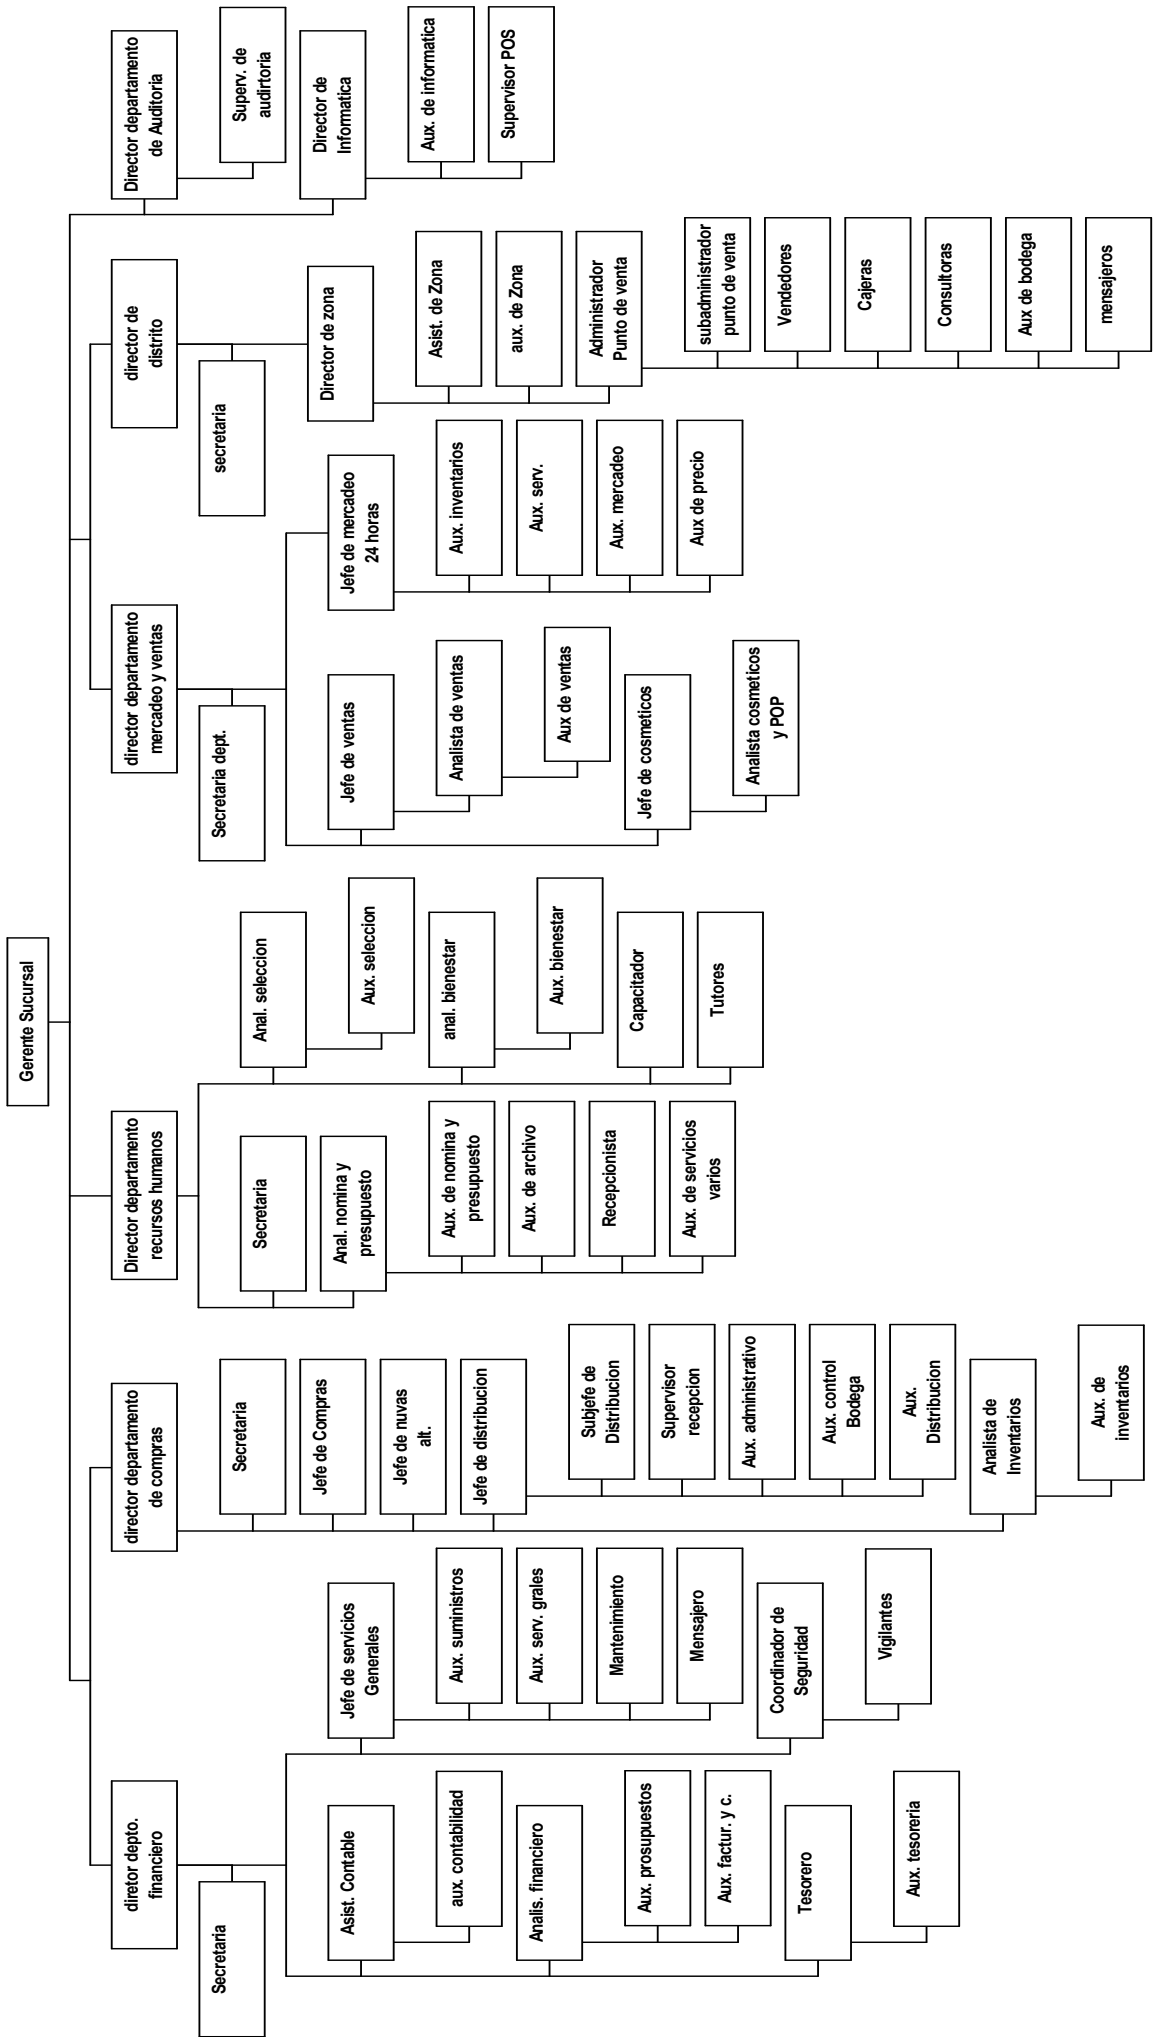 Gerente Sucursal
diretor depto.
financiero
Secretaria
Asist. Contable
aux. contabilidad
Analis. financiero
Aux. prosupuestos
Aux. factur. y c.
Tesorero
Aux. tesoreria
Jefe de servicios
Generales
Aux. suministros
Aux. serv. grales
Mantenimiento
Mensajero
Coordinador de
Seguridad
Vigilantes
director departamento
de compras
Secretaria
Jefe de Compras
Jefe de nuvas
alt.
Jefe de distribucion
Subjefe de
Distribucion
Supervisor
recepcion
Aux. administrativo
Aux. control
Bodega
Aux.
Distribucion
Analista de
Inventarios
Aux. de
inventarios
Director departamento
recursos humanos
Secretaria
Anal. nomina y
presupuesto
Aux. de nomina y
presupuesto
Aux. de archivo
Recepcionista
Aux. de servicios
varios
Anal. seleccion
Aux. seleccion
anal. bienestar
Aux. bienestar
Capacitador
Tutores
director departamento
mercadeo y ventas
Secretaria dept.
Jefe de ventas
Analista de ventas
Aux de ventas
Jefe de cosmeticos
Analista cosmeticos
y POP
Jefe de mercadeo
24 horas
Aux. inventarios
Aux. serv.
Aux. mercadeo
Aux de precio
director de
distrito
secretaria
Director de zona
Asist. de Zona
aux. de Zona
Administrador
Punto de venta
subadministrador
punto de venta
Vendedores
Cajeras
Consultoras
Aux de bodega
mensajeros
Director departamento
de Auditoria
Superv. de
audirtoria
Director de
Informatica
Aux. de informatica
Supervisor POS